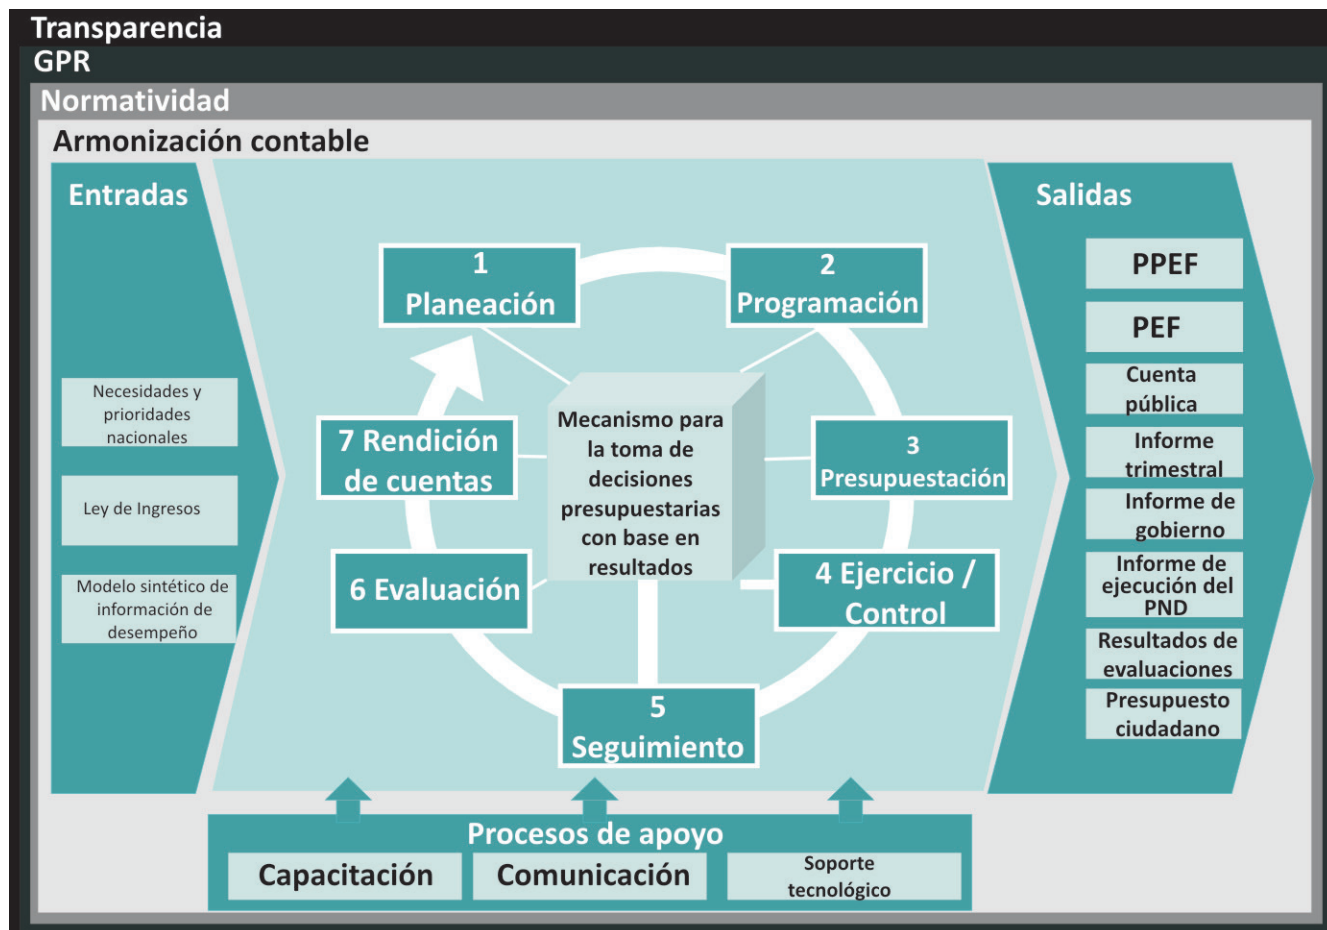 Transparencia
GPR
Normatividad
Armonización contable
Entradas
Necesidades y
prioridades
nacionales
Ley de Ingresos
Modelo sintético de
información de
desempeño
1
Planeación
2
Programación
3
Presupuestación
4 Ejercicio /
Control
5
Seguimiento
6 Evaluación
7 Rendición
de cuentas
Mecanismo para
la toma de
decisiones
presupuestarias
con base en
resultados
Salidas
PPEF
PEF
Cuenta
pública
Informe
trimestral
Informe de
gobierno
Informe de
ejecución del
PND
Resultados de
evaluaciones
Presupuesto
ciudadano
Procesos de apoyo
Capacitación
Comunicación
Soporte
tecnológico